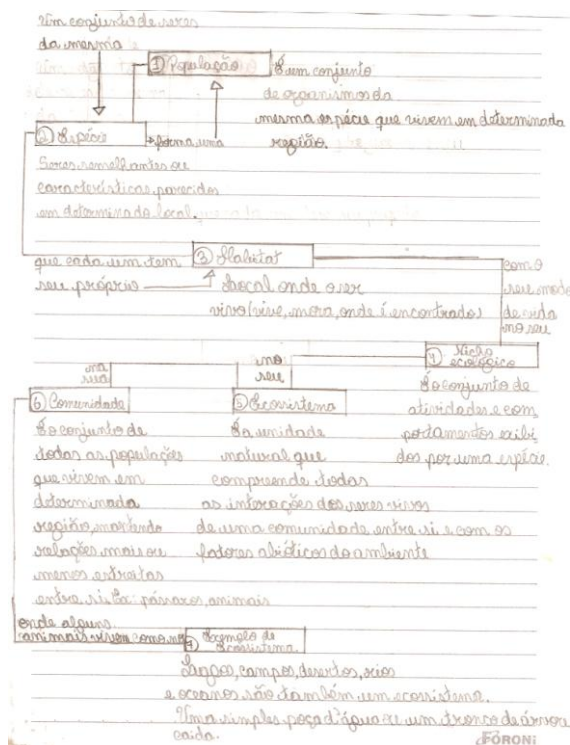 Um conjunto de seres
da mesma
① População
É um conjunto
de organismos da
mesma espécie que vivem em determinada
região.
② Espécie
forma uma
Seres semelhantes ou
características parecidos
em determinado local.
que cada um tem
seu próprio
③ Habitat
Local onde o ser
vivo (vive, mora, onde é encontrado)
com o
seu modo
de vida
no seu
④ Nicho
ecológico
É o conjunto de
atividades e com
portamentos exibi
dos por uma espécie.
na
sua
no
seu
⑥ Comunidade
É o conjunto de
todas as populações
que vivem em
determinada
região, mantendo
relações mais ou
menos estreitas
entre si. Ex: pássaros, animais
⑤ Ecossistema
É a unidade
natural que
compreende todas
as interações dos seres vivos
de uma comunidade entre si e com os
fatores abióticos do ambiente
onde alguns
animais vivem como no
⑦ Exemplo de
Ecossistema
Lagos, campos, desertos, rios
e oceanos são também um ecossistema.
Uma simples poça d'água ou um tronco de árvore
caída.
FORONI